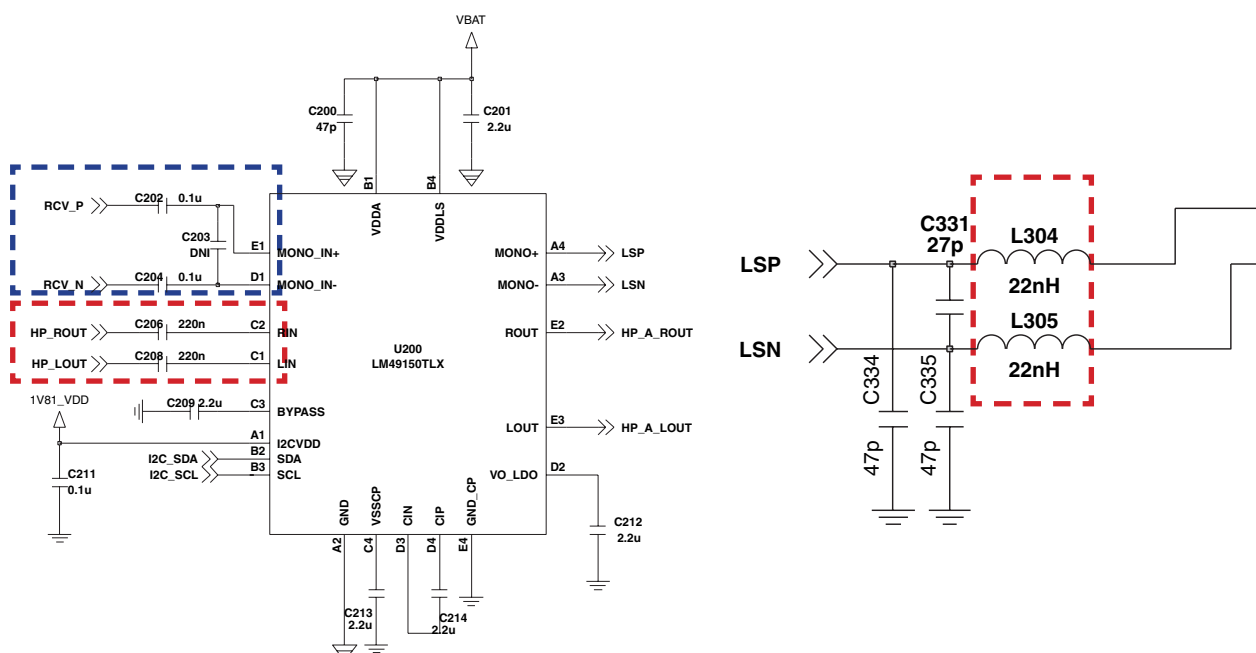 VBAT
C200
47p
C201
2.2u
B1
B4
VDDA
VDDLS
RCV_P
C202 0.1u
C203
DNI
E1
MONO_IN+
RCV_N
C204 0.1u
D1
MONO_IN-
HP_ROUT
C206 220n
C2
RIN
HP_LOUT
C208 220n
C1
LIN
U200
LM49150TLX
MONO+
A4
LSP
MONO-
A3
LSN
ROUT
E2
HP_A_ROUT
LOUT
E3
HP_A_LOUT
VO_LDO
D2
C212
2.2u
C209 2.2u
C3
BYPASS
1V81_VDD
A1
I2CVDD
I2C_SDA
B2
SDA
I2C_SCL
B3
SCL
C211
0.1u
GND
VSSCP
CIN
CIP
GND_CP
A2
C4
D3
D4
E4
C213
2.2u
C214
2.2u
C331
27p
L304
LSP
22nH
L305
LSN
22nH
C334
C335
47p
47p